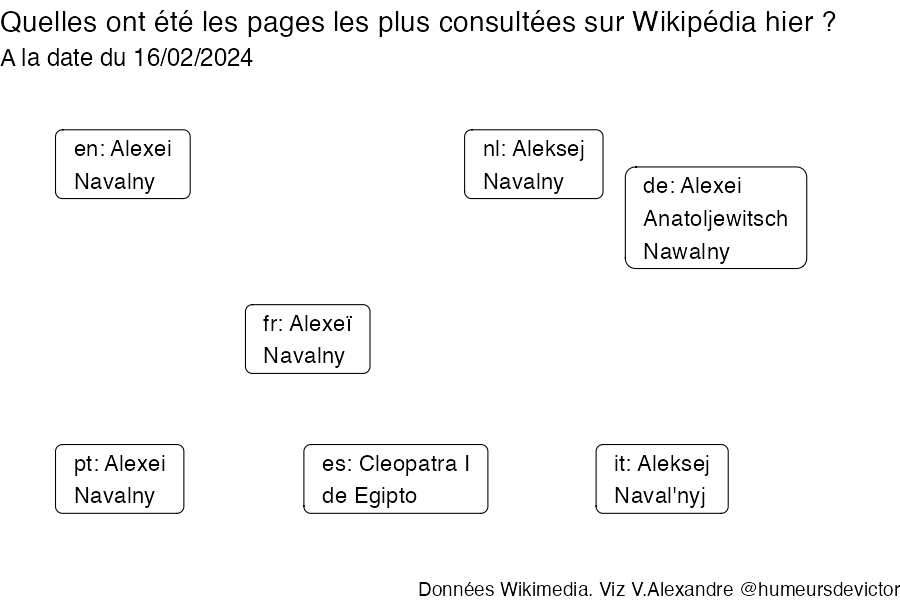 Quelles ont été les pages les plus consultées sur Wikipédia hier ?
A la date du 16/02/2024
en: Alexei
Navalny
nl: Aleksej
Navalny
de: Alexei
Anatoljewitsch
Nawalny
fr: Alexeï
Navalny
pt: Alexei
Navalny
es: Cleopatra I
de Egipto
it: Aleksej
Naval'nyj
Données Wikimedia. Viz V.Alexandre @humeursdevictor